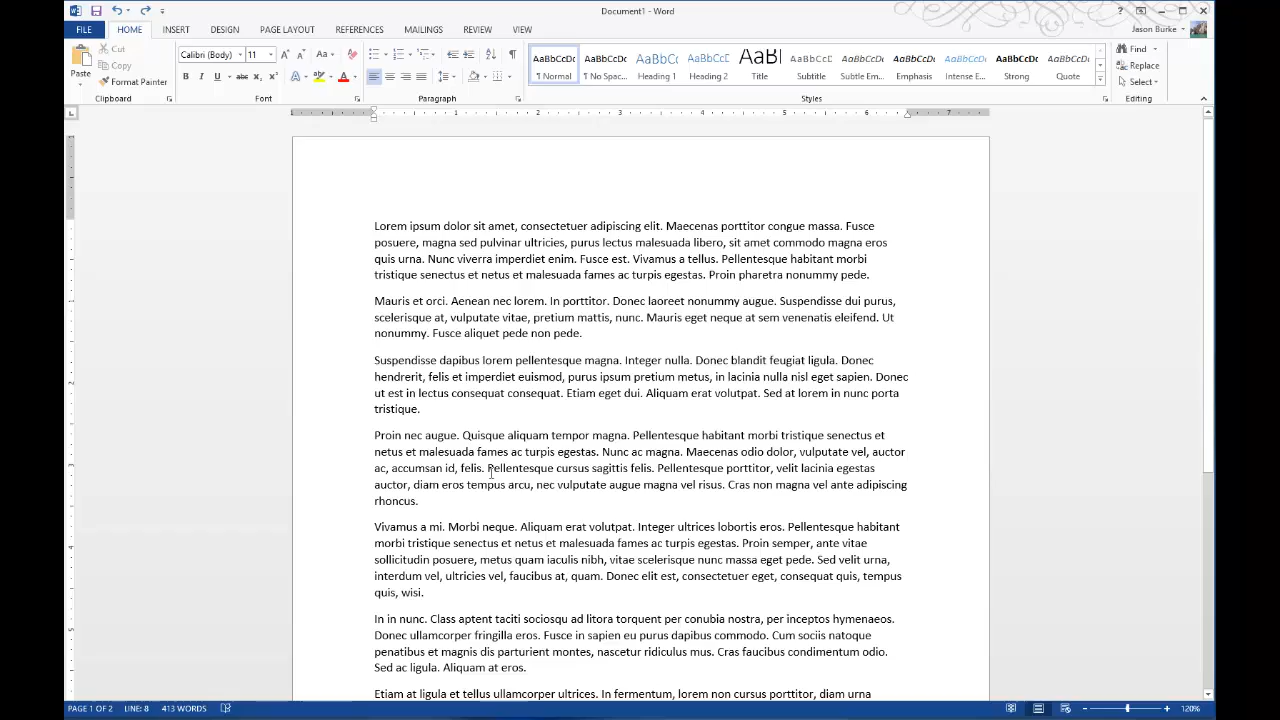 Document1 - Word
FILE HOME INSERT DESIGN PAGE LAYOUT REFERENCES MAILINGS REVIEW VIEW Jason Burke
Paste Cut Copy Format Painter
Calibri (Body) 11
Clipboard Font Paragraph Styles Editing
AaBbCcDc AaBbCcDc AaBbCc AaBbCcD AaBl AaBbCcD AaBbCcDc AaBbCcDc AaBbCcDc AaBbCcDc AaBbCcDc
¶ Normal ¶ No Spac... Heading 1 Heading 2 Title Subtitle Subtle Em... Emphasis Intense E... Strong Quote
Find
Replace
Select
Lorem ipsum dolor sit amet, consectetuer adipiscing elit. Maecenas porttitor congue massa. Fusce
posuere, magna sed pulvinar ultricies, purus lectus malesuada libero, sit amet commodo magna eros
quis urna. Nunc viverra imperdiet enim. Fusce est. Vivamus a tellus. Pellentesque habitant morbi
tristique senectus et netus et malesuada fames ac turpis egestas. Proin pharetra nonummy pede.
Mauris et orci. Aenean nec lorem. In porttitor. Donec laoreet nonummy augue. Suspendisse dui purus,
scelerisque at, vulputate vitae, pretium mattis, nunc. Mauris eget neque at sem venenatis eleifend. Ut
nonummy. Fusce aliquet pede non pede.
Suspendisse dapibus lorem pellentesque magna. Integer nulla. Donec blandit feugiat ligula. Donec
hendrerit, felis et imperdiet euismod, purus ipsum pretium metus, in lacinia nulla nisl eget sapien. Donec
ut est in lectus consequat consequat. Etiam eget dui. Aliquam erat volutpat. Sed at lorem in nunc porta
tristique.
Proin nec augue. Quisque aliquam tempor magna. Pellentesque habitant morbi tristique senectus et
netus et malesuada fames ac turpis egestas. Nunc ac magna. Maecenas odio dolor, vulputate vel, auctor
ac, accumsan id, felis. Pellentesque cursus sagittis felis. Pellentesque porttitor, velit lacinia egestas
auctor, diam eros tempus arcu, nec vulputate augue magna vel risus. Cras non magna vel ante adipiscing
rhoncus.
Vivamus a mi. Morbi neque. Aliquam erat volutpat. Integer ultrices lobortis eros. Pellentesque habitant
morbi tristique senectus et netus et malesuada fames ac turpis egestas. Proin semper, ante vitae
sollicitudin posuere, metus quam iaculis nibh, vitae scelerisque nunc massa eget pede. Sed velit urna,
interdum vel, ultricies vel, faucibus at, quam. Donec elit est, consectetuer eget, consequat quis, tempus
quis, wisi.
In in nunc. Class aptent taciti sociosqu ad litora torquent per conubia nostra, per inceptos hymenaeos.
Donec ullamcorper fringilla eros. Fusce in sapien eu purus dapibus commodo. Cum sociis natoque
penatibus et magnis dis parturient montes, nascetur ridiculus mus. Cras faucibus condimentum odio.
Sed ac ligula. Aliquam at eros.
Etiam at ligula et tellus ullamcorper ultrices. In fermentum, lorem non cursus porttitor, diam urna
PAGE 1 OF 2 LINE: 8 413 WORDS 120%